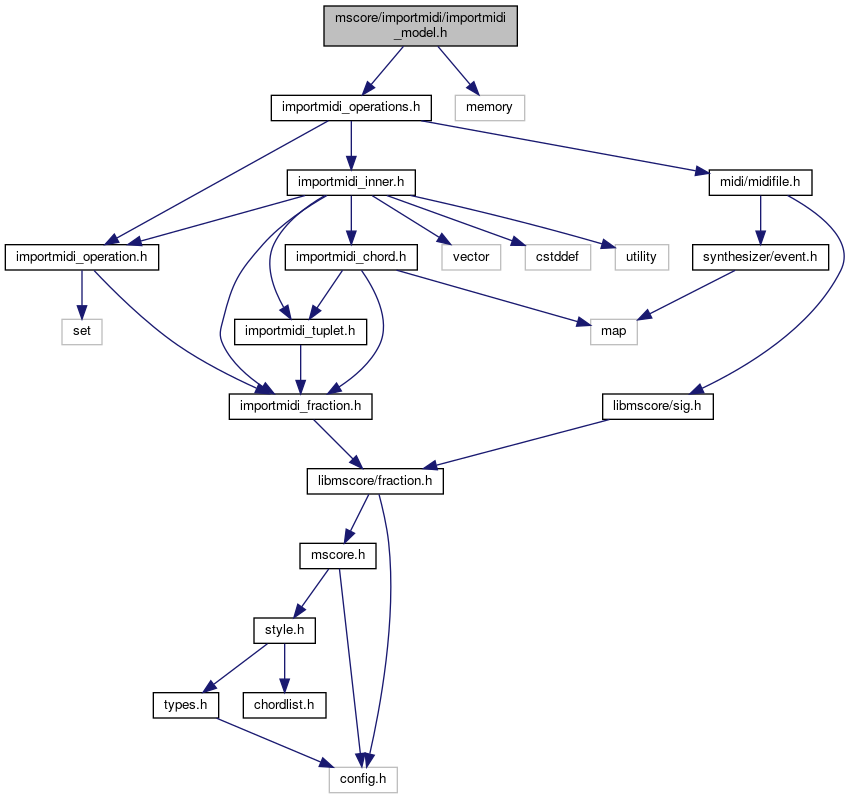 mscore/importmidi/importmidi
_model.h
importmidi_operations.h
memory
importmidi_inner.h
midi/midifile.h
importmidi_operation.h
importmidi_chord.h
vector
cstddef
utility
synthesizer/event.h
set
importmidi_tuplet.h
map
importmidi_fraction.h
libmscore/sig.h
libmscore/fraction.h
mscore.h
style.h
types.h
chordlist.h
config.h